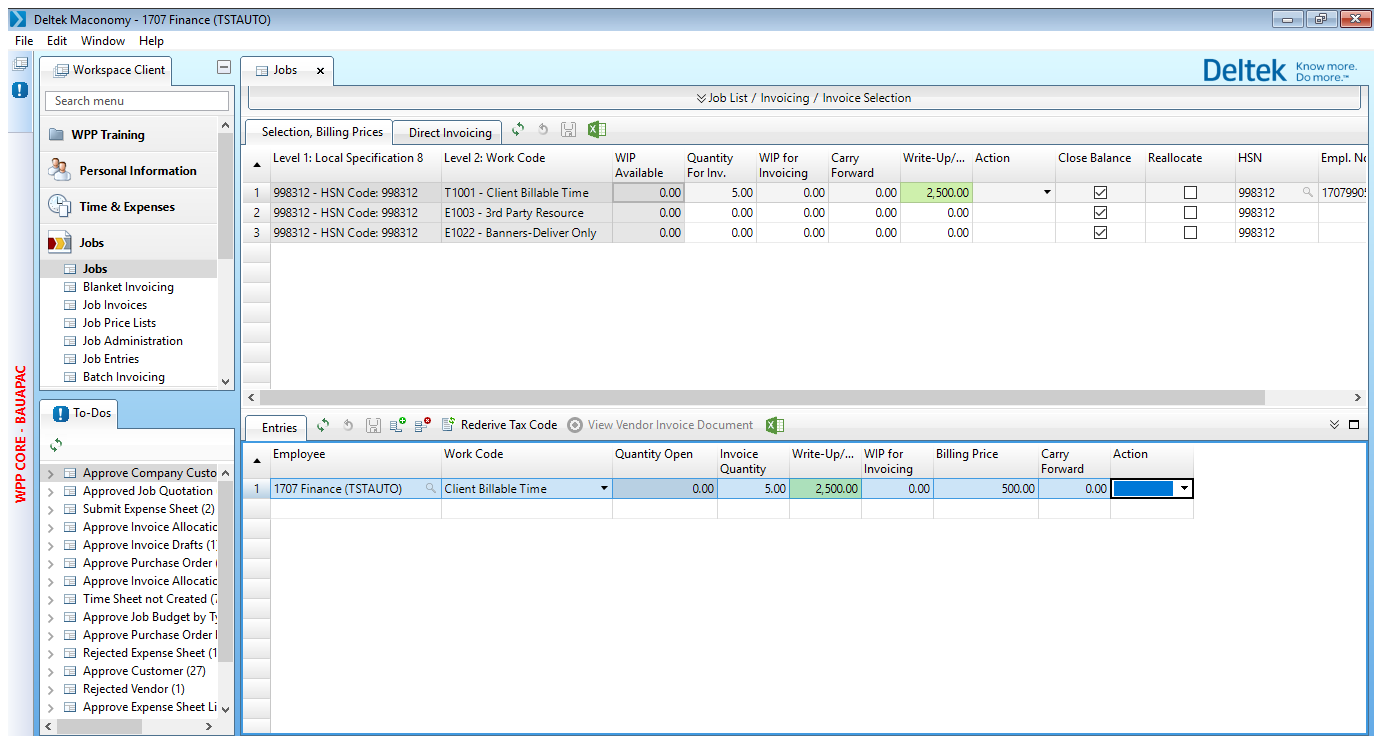 Deltek Maconomy - 1707 Finance (TSTAUTO)
File Edit Window Help
Workspace Client
Search menu
WPP Training
Personal Information
Time & Expenses
Jobs
Jobs
Blanket Invoicing
Job Invoices
Job Price Lists
Job Administration
Job Entries
Batch Invoicing
WPP CORE - BAUAPAC
To-Dos
Approve Company Custo
Approved Job Quotation
Submit Expense Sheet (2)
Approve Invoice Allocatic
Approve Invoice Drafts (1
Approve Purchase Order (
Approve Invoice Allocatic
Time Sheet not Created (7
Approve Job Budget by Ty
Approve Purchase Order
Rejected Expense Sheet (1
Approve Customer (27)
Rejected Vendor (1)
Approve Expense Sheet Li
Jobs
Deltek Know more. Do more.™
Job List / Invoicing / Invoice Selection
Selection, Billing Prices Direct Invoicing
Level 1: Local Specification 8 Level 2: Work Code WIP Available Quantity For Inv. WIP for Invoicing Carry Forward Write-Up/... Action Close Balance Reallocate HSN Empl. No
1 998312 - HSN Code: 998312 T1001 - Client Billable Time 0.00 5.00 0.00 0.00 2,500.00 998312 1707990
2 998312 - HSN Code: 998312 E1003 - 3rd Party Resource 0.00 0.00 0.00 0.00 0.00 998312
3 998312 - HSN Code: 998312 E1022 - Banners-Deliver Only 0.00 0.00 0.00 0.00 0.00 998312
Entries Rederive Tax Code View Vendor Invoice Document
Employee Work Code Quantity Open Invoice Quantity Write-Up/... WIP for Invoicing Billing Price Carry Forward Action
1 1707 Finance (TSTAUTO) Client Billable Time 0.00 5.00 2,500.00 0.00 500.00 0.00